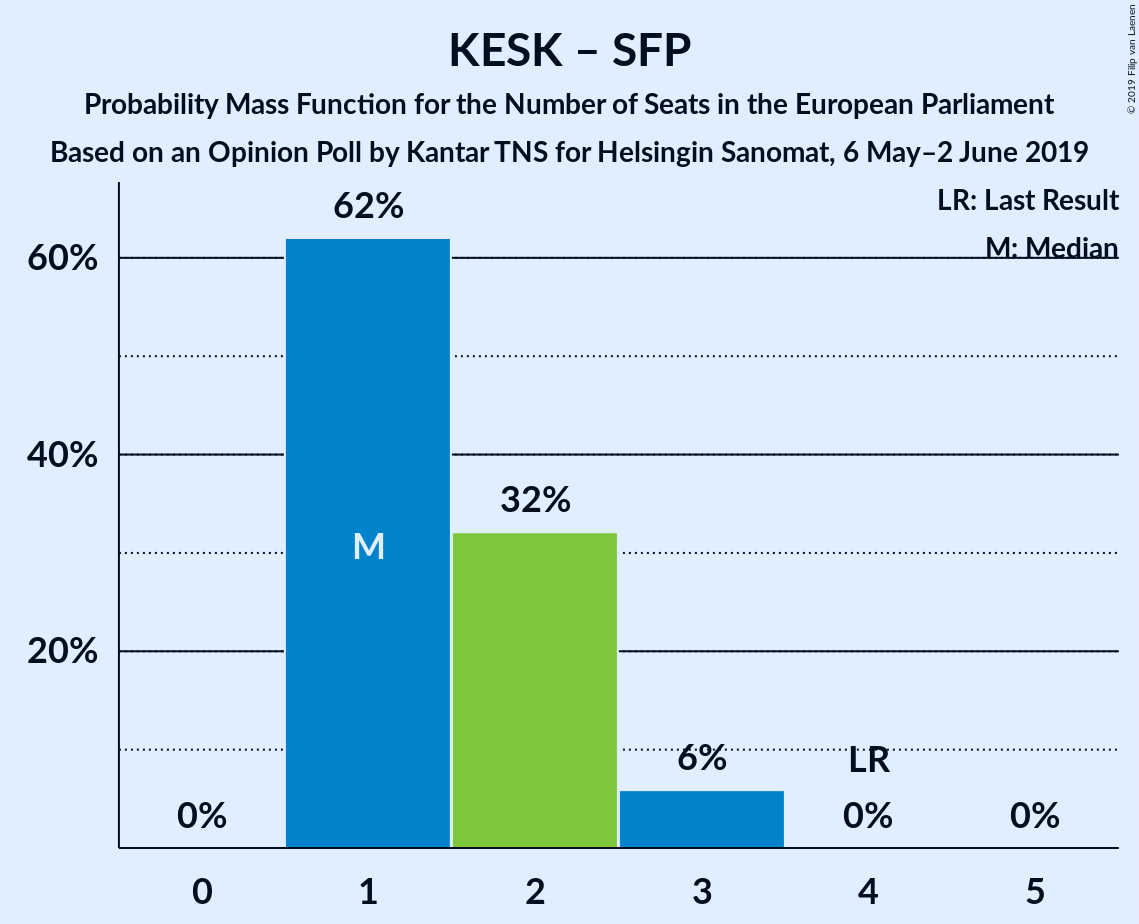 KESK – SFP
Probability Mass Function for the Number of Seats in the European Parliament
Based on an Opinion Poll by Kantar TNS for Helsingin Sanomat, 6 May–2 June 2019
© 2019 Filip van Laenen
LR: Last Result
M: Median
62%
60%
40%
32%
M
20%
6%
LR
0%
0%
0%
0 1 2 3 4 5